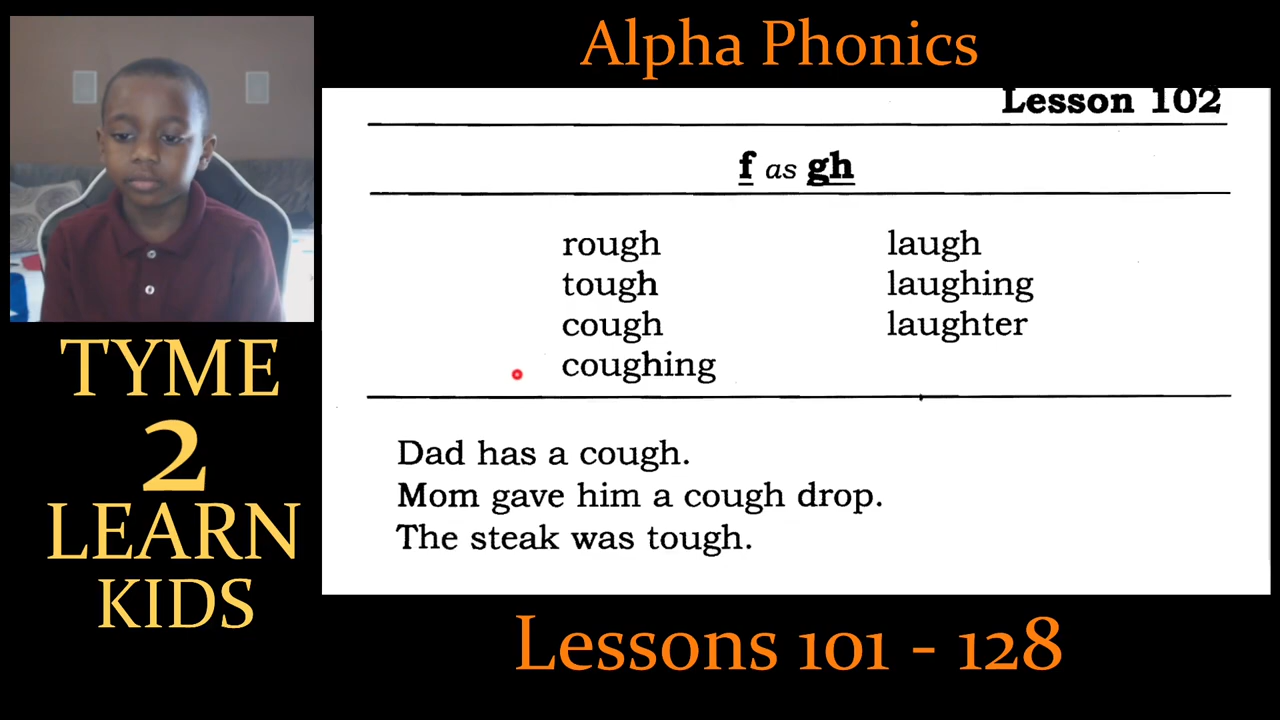 Alpha Phonics
Lesson 102
f as gh
rough
tough
cough
coughing
laugh
laughing
laughter
Dad has a cough.
Mom gave him a cough drop.
The steak was tough.
TYME
2
LEARN
KIDS
Lessons 101 - 128